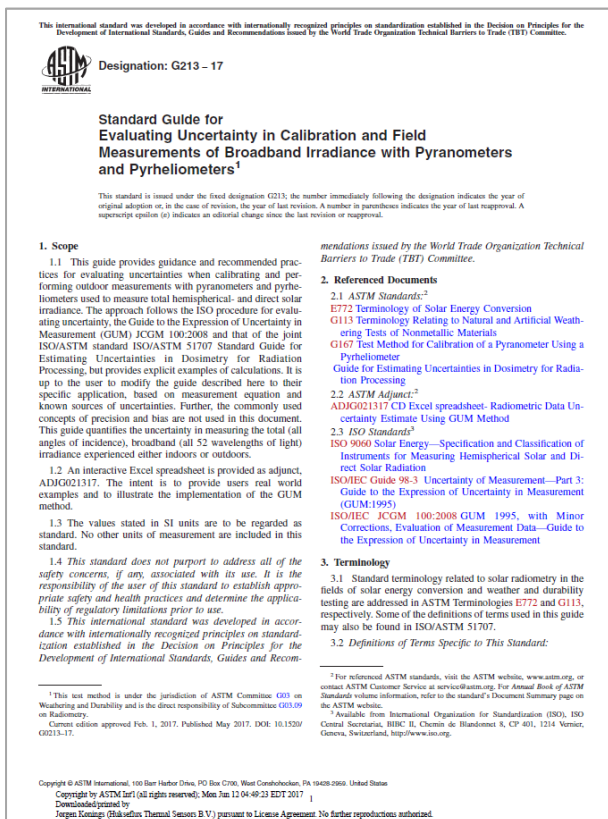 This international standard was developed in accordance with internationally recognized principles on standardization established in the Decision on Principles for the
Development of International Standards, Guides and Recommendations issued by the World Trade Organization Technical Barriers to Trade (TBT) Committee.
ASTM
INTERNATIONAL
Designation: G213 – 17
Standard Guide for
Evaluating Uncertainty in Calibration and Field
Measurements of Broadband Irradiance with Pyranometers
and Pyrheliometers1
This standard is issued under the fixed designation G213; the number immediately following the designation indicates the year of
original adoption or, in the case of revision, the year of last revision. A number in parentheses indicates the year of last reapproval. A
superscript epsilon (ε) indicates an editorial change since the last revision or reapproval.
1. Scope
1.1 This guide provides guidance and recommended prac-
tices for evaluating uncertainties when calibrating and per-
forming outdoor measurements with pyranometers and pyrhe-
liometers used to measure total hemispherical- and direct solar
irradiance. The approach follows the ISO procedure for evalu-
ating uncertainty, the Guide to the Expression of Uncertainty in
Measurement (GUM) JCGM 100:2008 and that of the joint
ISO/ASTM standard ISO/ASTM 51707 Standard Guide for
Estimating Uncertainties in Dosimetry for Radiation
Processing, but provides explicit examples of calculations. It is
up to the user to modify the guide described here to their
specific application, based on measurement equation and
known sources of uncertainties. Further, the commonly used
concepts of precision and bias are not used in this document.
This guide quantifies the uncertainty in measuring the total (all
angles of incidence), broadband (all 52 wavelengths of light)
irradiance experienced either indoors or outdoors.
1.2 An interactive Excel spreadsheet is provided as adjunct,
ADJG021317. The intent is to provide users real world
examples and to illustrate the implementation of the GUM
method.
1.3 The values stated in SI units are to be regarded as
standard. No other units of measurement are included in this
standard.
1.4 This standard does not purport to address all of the
safety concerns, if any, associated with its use. It is the
responsibility of the user of this standard to establish appro-
priate safety and health practices and determine the applica-
bility of regulatory limitations prior to use.
1.5 This international standard was developed in accor-
dance with internationally recognized principles on standard-
ization established in the Decision on Principles for the
Development of International Standards, Guides and Recom-
mendations issued by the World Trade Organization Technical
Barriers to Trade (TBT) Committee.
2. Referenced Documents
2.1 ASTM Standards:2
E772 Terminology of Solar Energy Conversion
G113 Terminology Relating to Natural and Artificial Weath-
ering Tests of Nonmetallic Materials
G167 Test Method for Calibration of a Pyranometer Using a
Pyrheliometer
Guide for Estimating Uncertainties in Dosimetry for Radia-
tion Processing
2.2 ASTM Adjunct:2
ADJG021317 CD Excel spreadsheet- Radiometric Data Un-
certainty Estimate Using GUM Method
2.3 ISO Standards3
ISO 9060 Solar Energy—Specification and Classification of
Instruments for Measuring Hemispherical Solar and Di-
rect Solar Radiation
ISO/IEC Guide 98-3 Uncertainty of Measurement—Part 3:
Guide to the Expression of Uncertainty in Measurement
(GUM:1995)
ISO/IEC JCGM 100:2008 GUM 1995, with Minor
Corrections, Evaluation of Measurement Data—Guide to
the Expression of Uncertainty in Measurement
3. Terminology
3.1 Standard terminology related to solar radiometry in the
fields of solar energy conversion and weather and durability
testing are addressed in ASTM Terminologies E772 and G113,
respectively. Some of the definitions of terms used in this guide
may also be found in ISO/ASTM 51707.
3.2 Definitions of Terms Specific to This Standard:
1 This test method is under the jurisdiction of ASTM Committee G03 on
Weathering and Durability and is the direct responsibility of Subcommittee G03.09
on Radiometry.
Current edition approved Feb. 1, 2017. Published May 2017. DOI: 10.1520/
G0213–17.
2 For referenced ASTM standards, visit the ASTM website, www.astm.org, or
contact ASTM Customer Service at service@astm.org. For Annual Book of ASTM
Standards volume information, refer to the standard's Document Summary page on
the ASTM website.
3 Available from International Organization for Standardization (ISO), ISO
Central Secretariat, BIBC II, Chemin de Blandonnet 8, CP 401, 1214 Vernier,
Geneva, Switzerland, http://www.iso.org.
Copyright © ASTM International, 100 Barr Harbor Drive, PO Box C700, West Conshohocken, PA 19428-2959. United States
Copyright by ASTM Int'l (all rights reserved); Mon Jun 12 04:49:23 EDT 2017
1
Downloaded/printed by
Jorgen Konings (Hukseflux Thermal Sensors B.V.) pursuant to License Agreement. No further reproductions authorized.